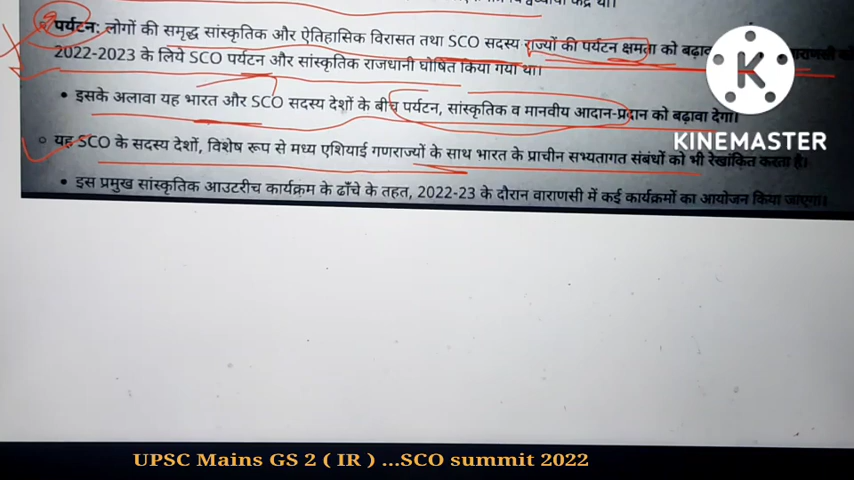 पर्यटन: लोगों की समृद्ध सांस्कृतिक और ऐतिहासिक विरासत तथा SCO सदस्य राज्यों की पर्यटन क्षमता को
2022-2023 के लिये SCO पर्यटन और सांस्कृतिक राजधानी घोषित किया गया था।
• इसके अलावा यह भारत और SCO सदस्य देशों के बीच पर्यटन, सांस्कृतिक व मानवीय आदान-प्रदान को बढ़ावा देगा।
○ यह SCO के सदस्य देशों, विशेष रूप से मध्य एशियाई गणराज्यों के साथ भारत के प्राचीन सभ्यतागत संबंधों को भी रेखांकित करता है।
• इस प्रमुख सांस्कृतिक आउटरीच कार्यक्रम के ढाँचे के तहत, 2022-23 के दौरान वाराणसी में कई कार्यक्रमों का आयोजन किया जाएगा।
K
KINEMASTER
UPSC Mains GS 2 ( IR ) ...SCO summit 2022